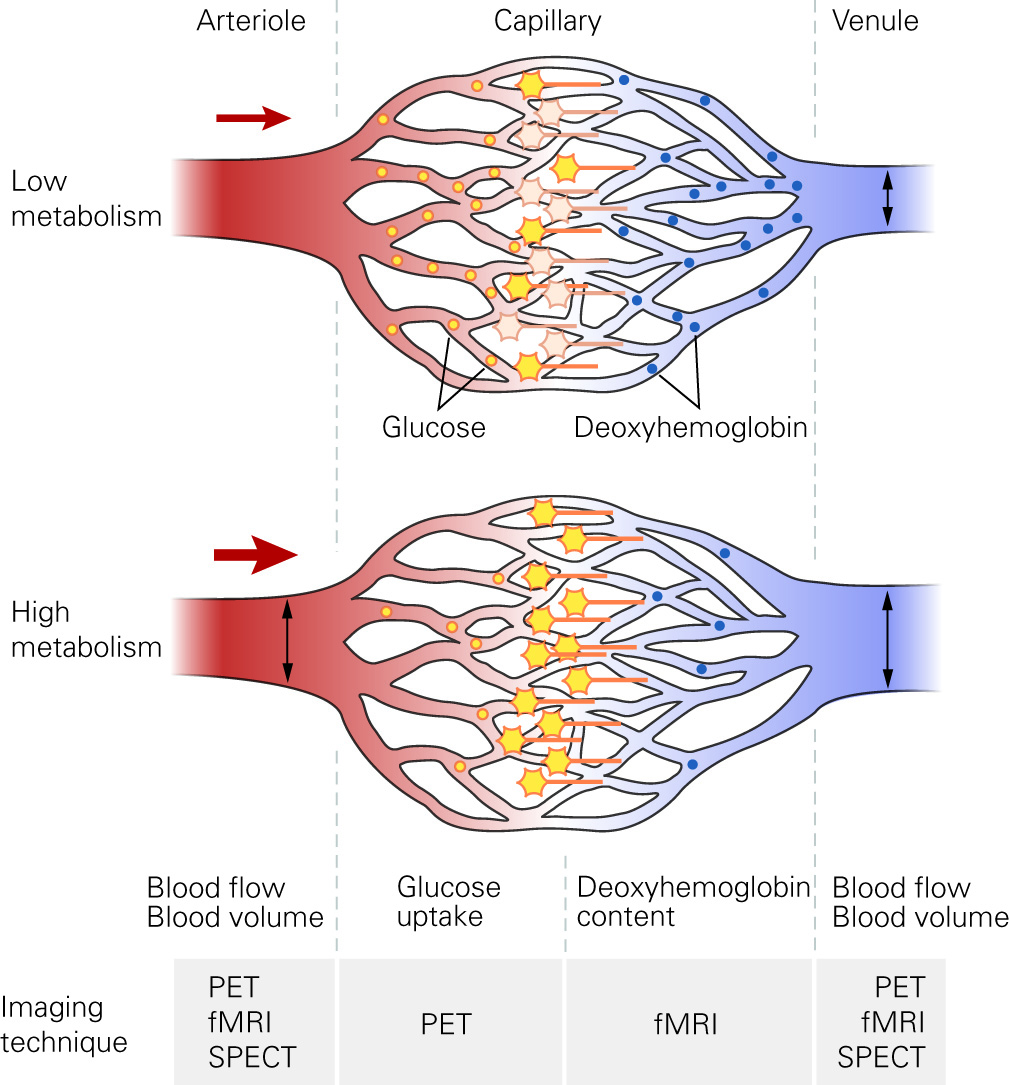 Arteriole
Capillary
Venule
Low
metabolism
Glucose
Deoxyhemoglobin
High
metabolism
Blood flow
Blood volume
Glucose
uptake
Deoxyhemoglobin
content
Blood flow
Blood volume
Imaging
technique
PET
fMRI
SPECT
PET
fMRI
PET
fMRI
SPECT